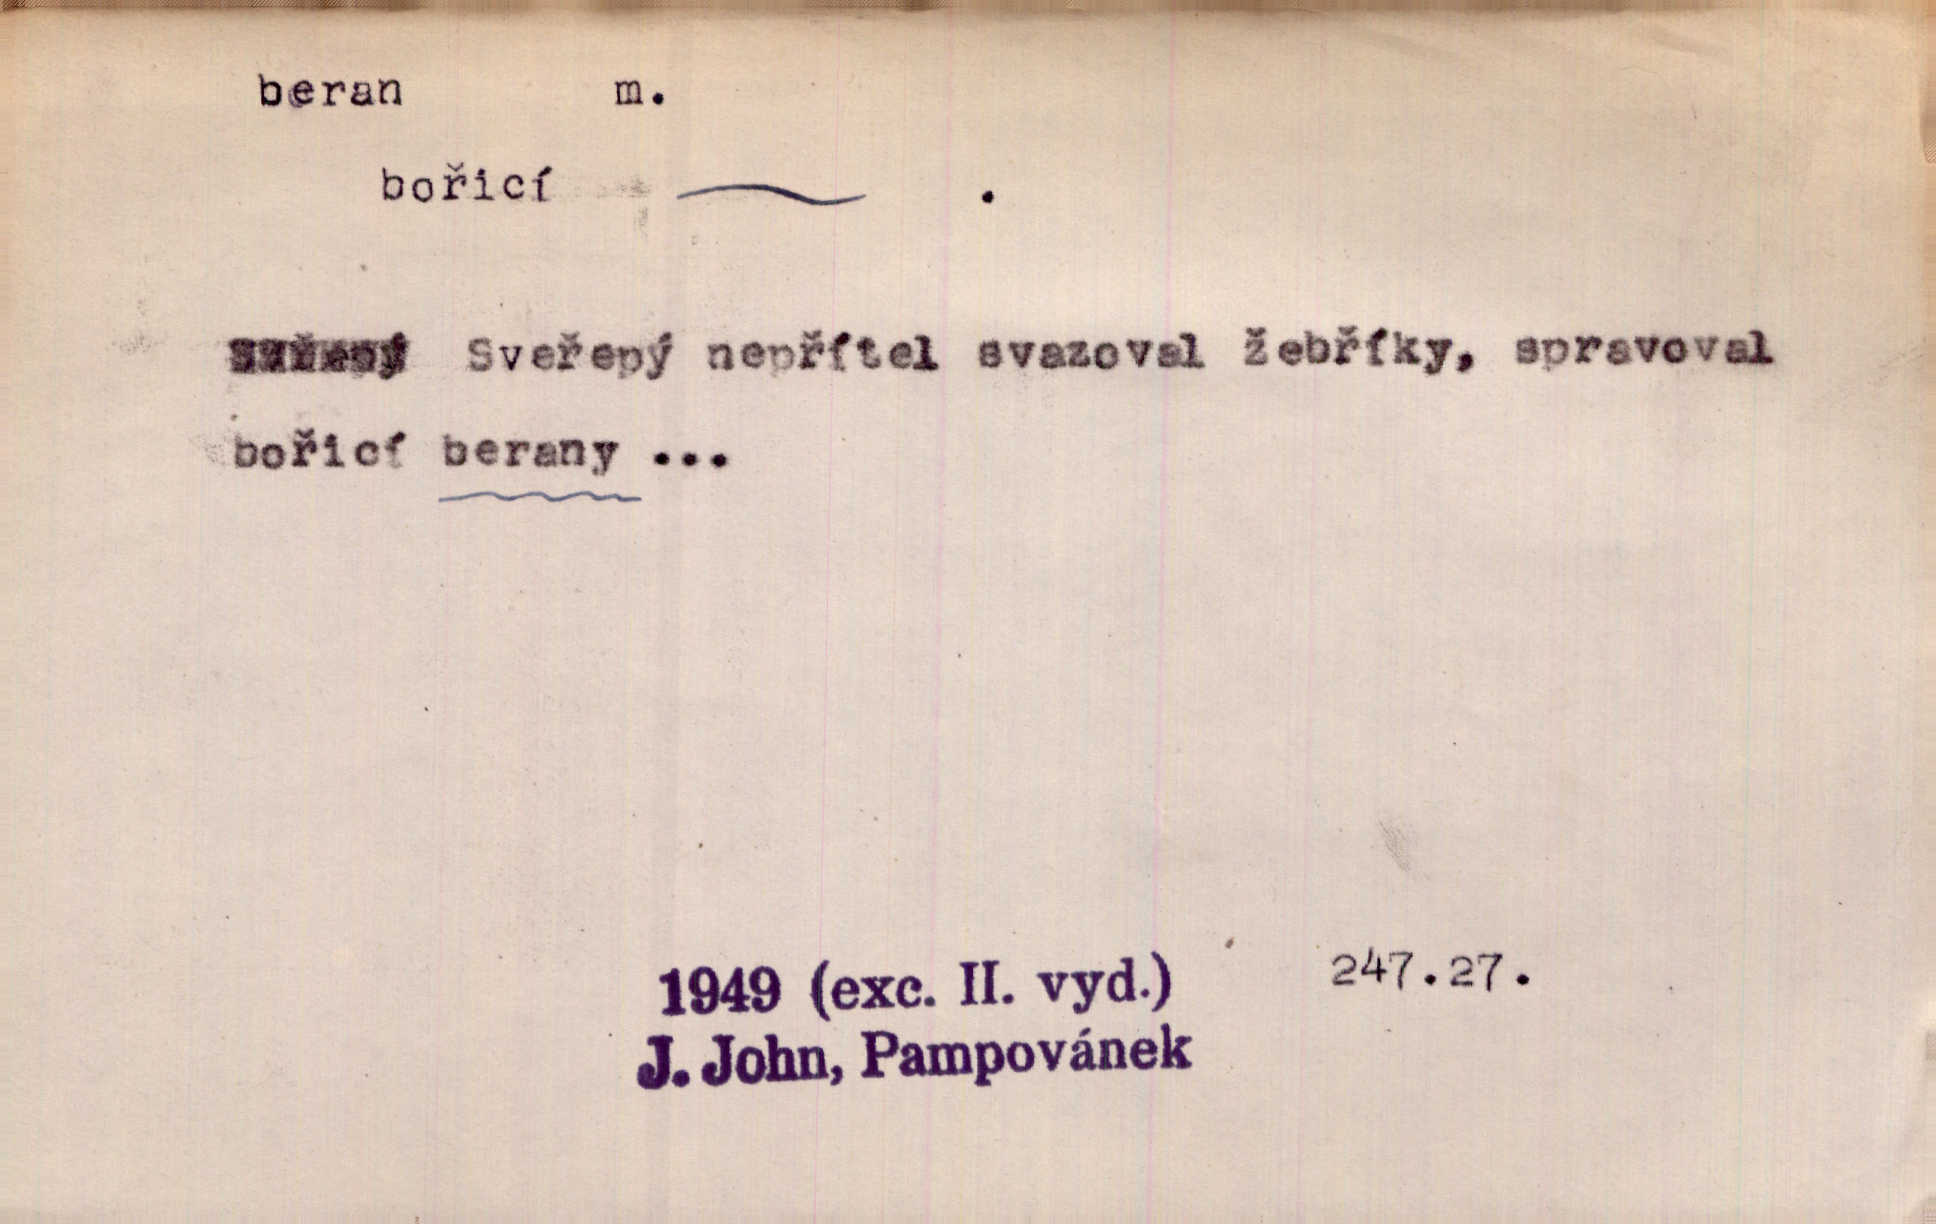 beran m.
bořicí ~ .
Sveřepý nepřítel svazoval žebříky, spravoval
bořicí berany ...
1949 (exc. II. vyd.) 247.27.
J. John, Pampovánek